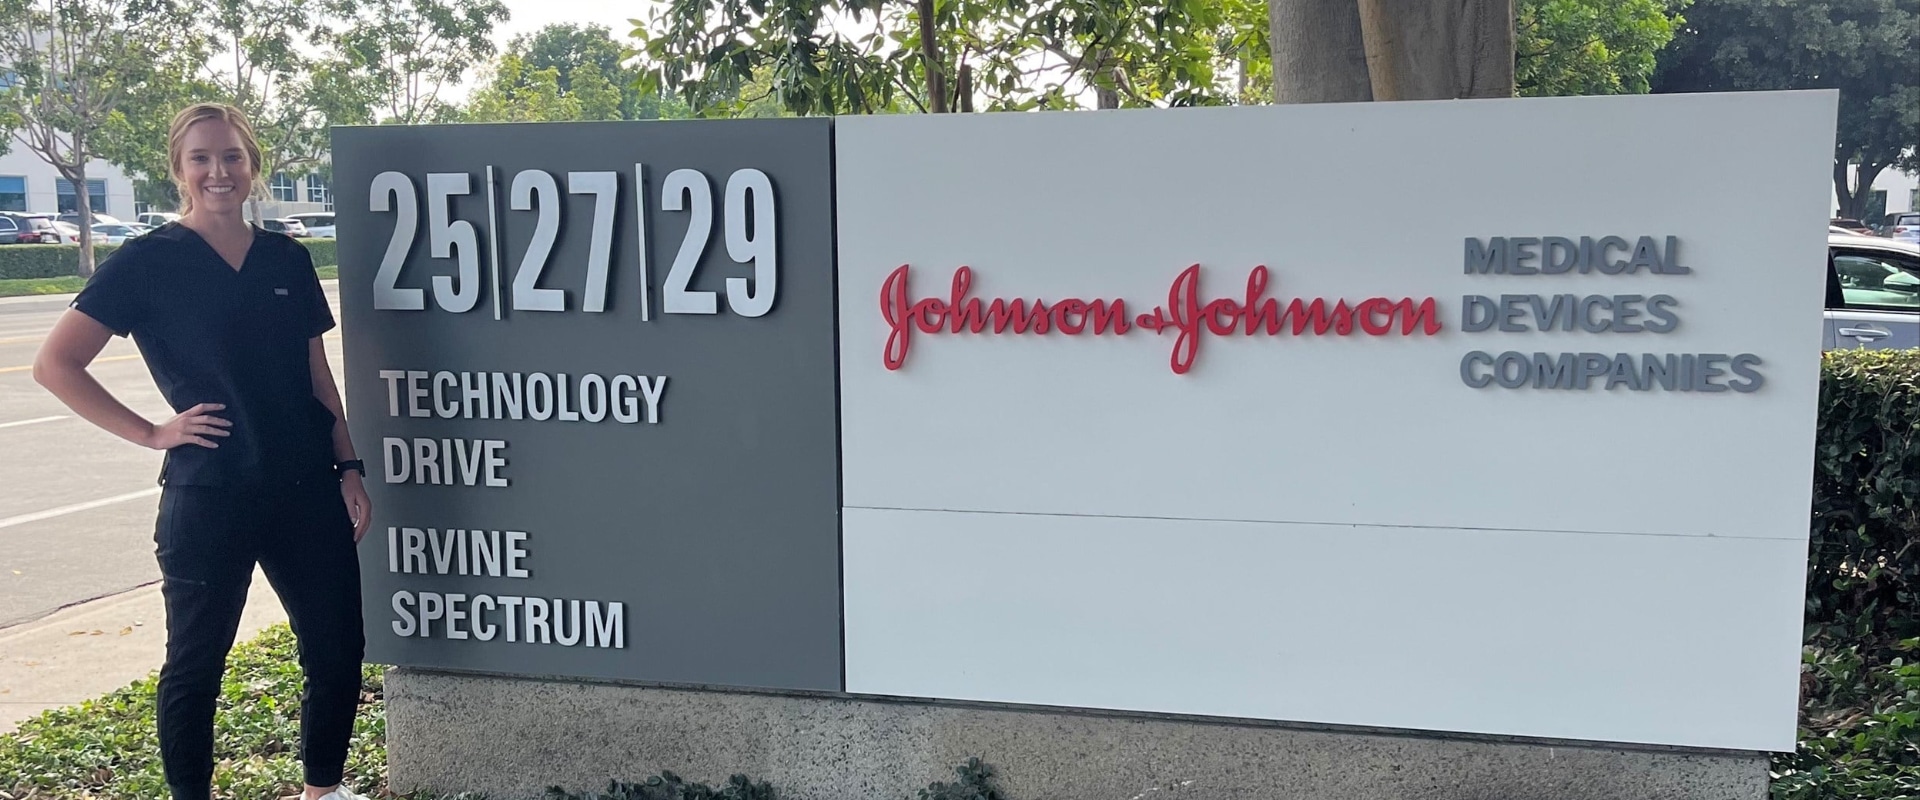 25|27|29
TECHNOLOGY
DRIVE
IRVINE
SPECTRUM
Johnson & Johnson
MEDICAL
DEVICES
COMPANIES